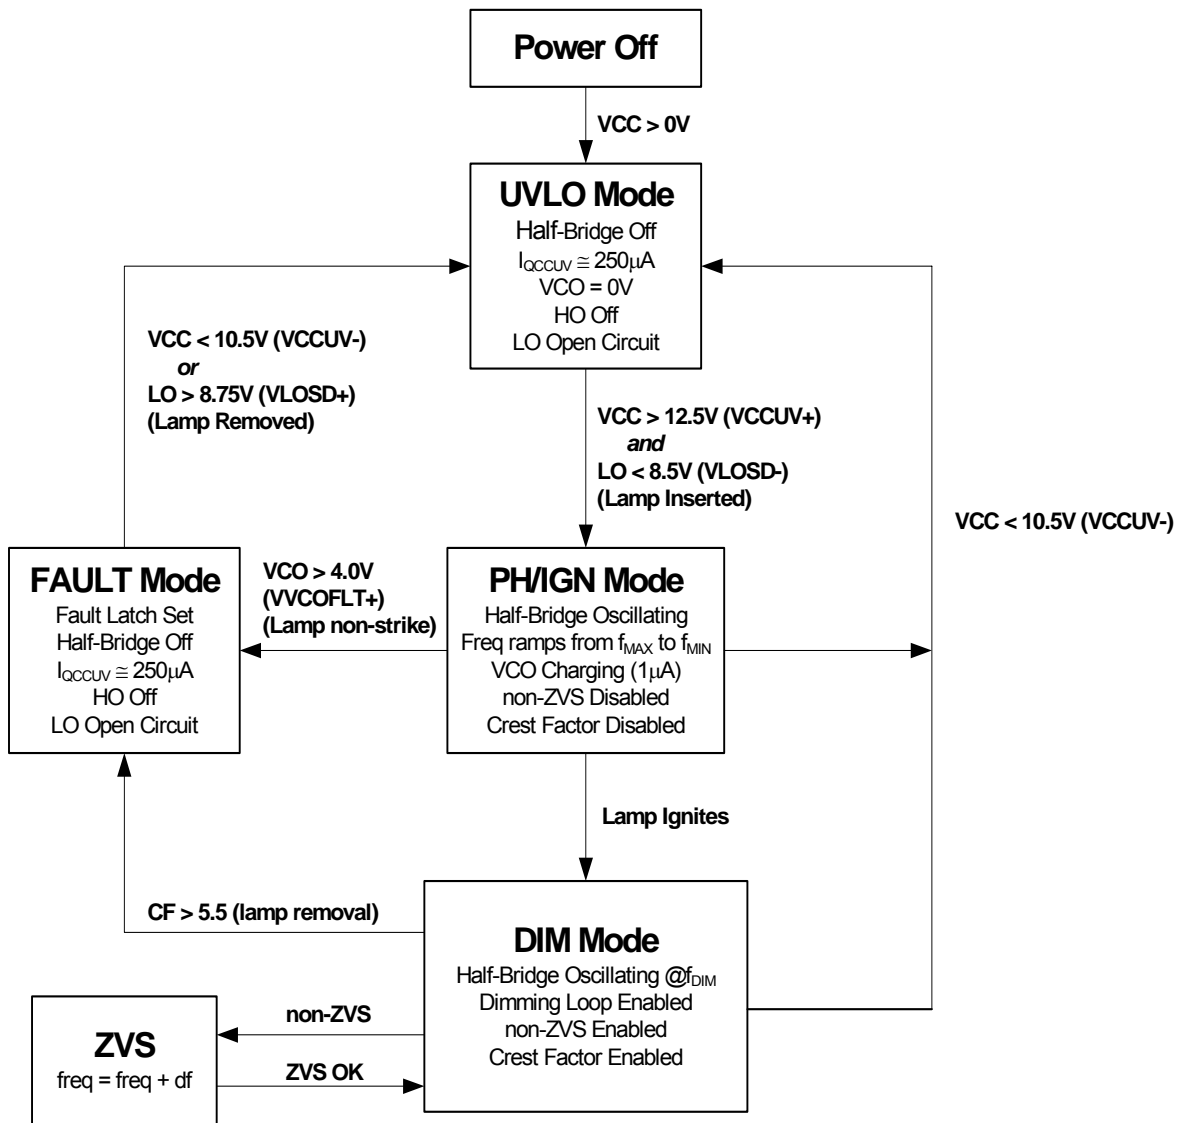 Power Off
VCC > 0V
UVLO Mode
Half-Bridge Off
IQCCUV ≅ 250μA
VCO = 0V
HO Off
LO Open Circuit
VCC < 10.5V (VCCUV-)
or
LO > 8.75V (VLOSD+)
(Lamp Removed)
VCC > 12.5V (VCCUV+)
and
LO < 8.5V (VLOSD-)
(Lamp Inserted)
VCC < 10.5V (VCCUV-)
FAULT Mode
Fault Latch Set
Half-Bridge Off
IQCCUV ≅ 250μA
HO Off
LO Open Circuit
VCO > 4.0V
(VVCOFLT+)
(Lamp non-strike)
PH/IGN Mode
Half-Bridge Oscillating
Freq ramps from fMAX to fMIN
VCO Charging (1μA)
non-ZVS Disabled
Crest Factor Disabled
Lamp Ignites
CF > 5.5 (lamp removal)
DIM Mode
Half-Bridge Oscillating @fDIM
Dimming Loop Enabled
non-ZVS Enabled
Crest Factor Enabled
non-ZVS
ZVS OK
ZVS
freq = freq + df